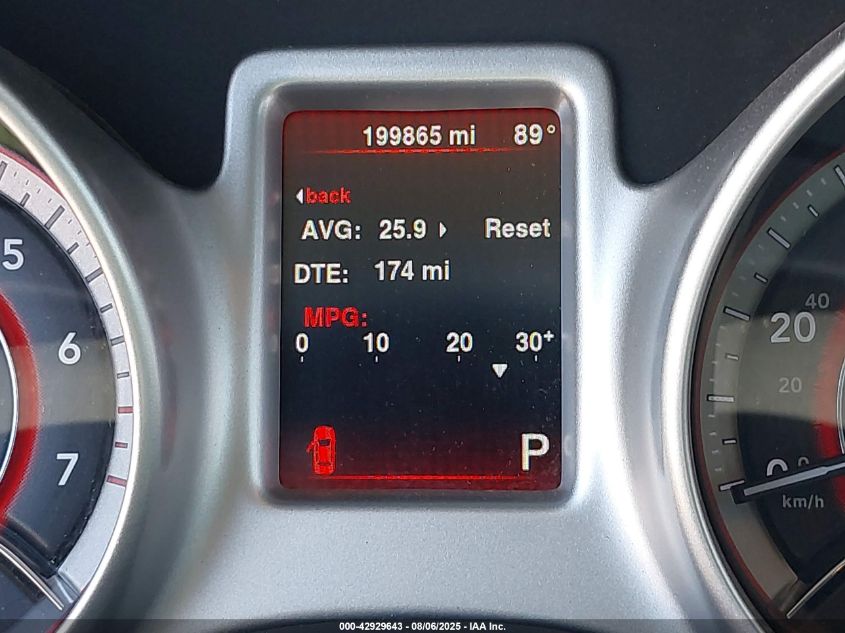 199865 mi 89°
back
AVG: 25.9 Reset
DTE: 174 mi
MPG:
0 10 20 30+
P
5
6
7
40
20
20
km/h
000-42929643 - 08/06/2025 - IAA Inc.